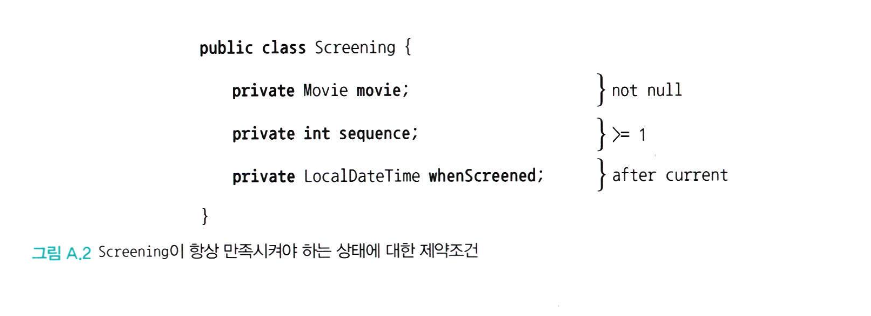 public class Screening {
private Movie movie; } not null
private int sequence; } >= 1
private LocalDateTime whenScreened; } after current
}
그림 A.2 Screening이 항상 만족시켜야 하는 상태에 대한 제약조건